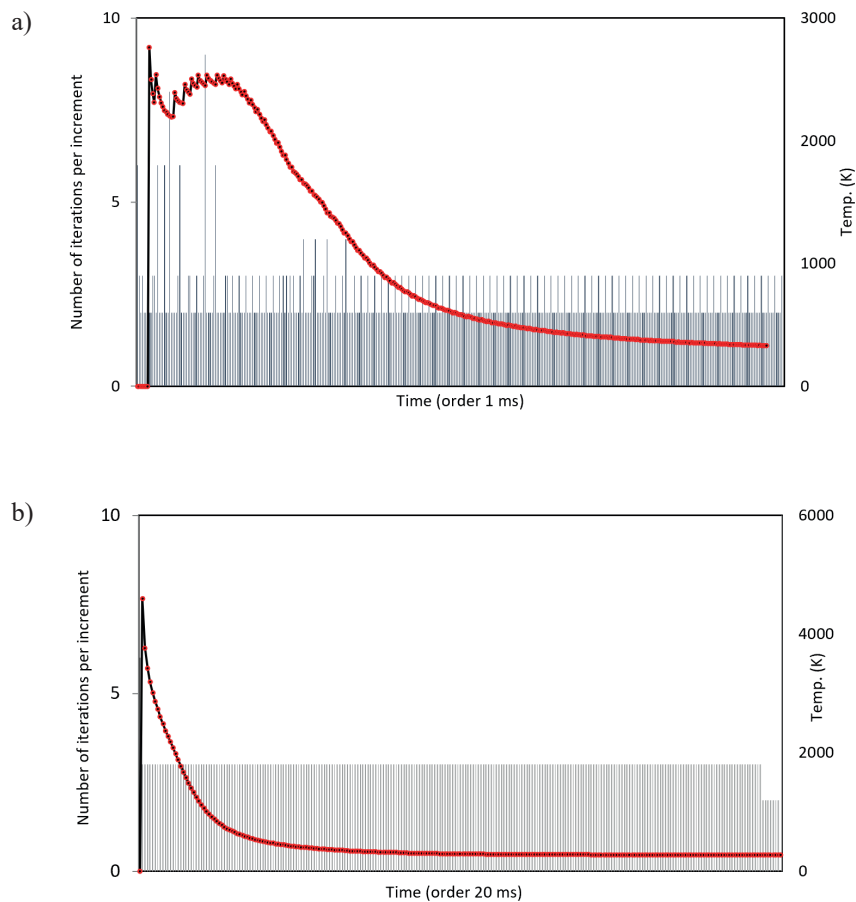 a)
10
5
0
Number of iterations per increment
3000
2000
1000
0
Temp. (K)
Time (order 1 ms)
b)
10
5
0
Number of iterations per increment
6000
4000
2000
0
Temp. (K)
Time (order 20 ms)